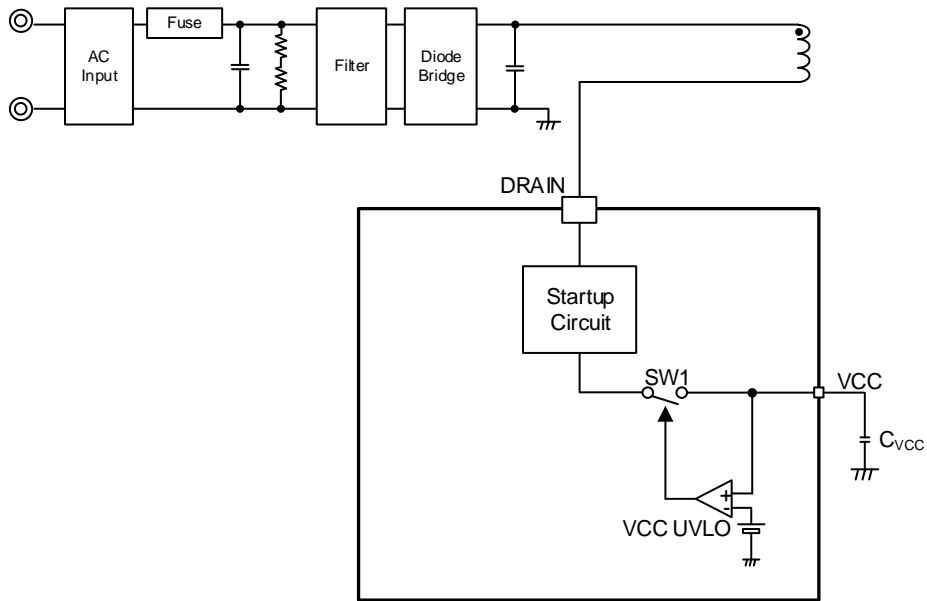 Fuse
AC
Input
Filter
Diode
Bridge
DRAIN
Startup
Circuit
SW1
VCC
CVCC
+
-
VCC UVLO